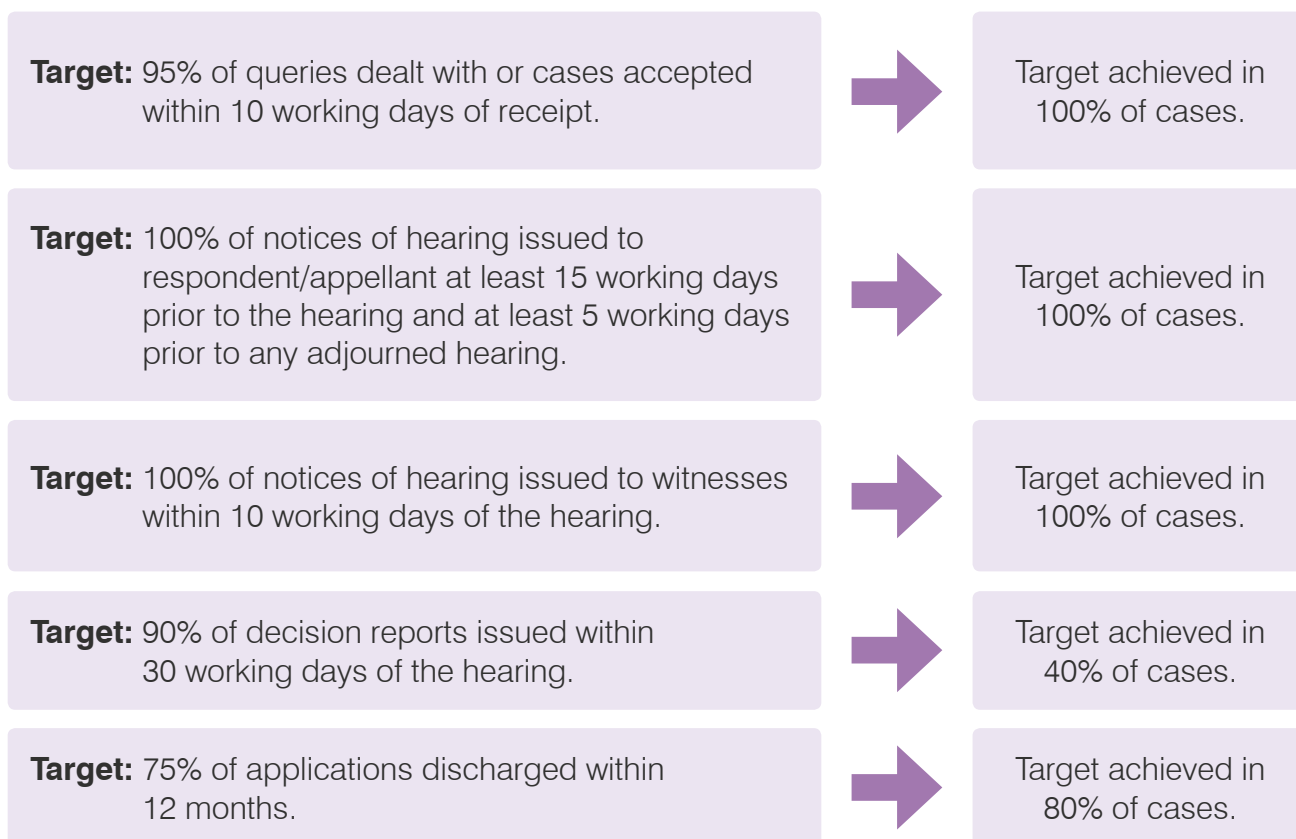 Target: 95% of queries dealt with or cases accepted
within 10 working days of receipt.
Target achieved in
100% of cases.
Target: 100% of notices of hearing issued to
respondent/appellant at least 15 working days
prior to the hearing and at least 5 working days
prior to any adjourned hearing.
Target achieved in
100% of cases.
Target: 100% of notices of hearing issued to witnesses
within 10 working days of the hearing.
Target achieved in
100% of cases.
Target: 90% of decision reports issued within
30 working days of the hearing.
Target achieved in
40% of cases.
Target: 75% of applications discharged within
12 months.
Target achieved in
80% of cases.